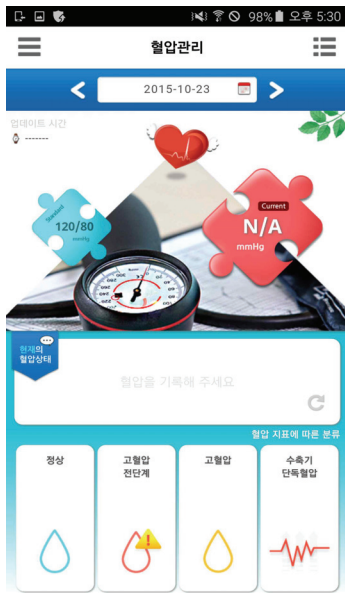 98% 오후 5:30
혈압관리
2015-10-23
업데이트 시간
-------
Standard
120/80
mmHg
Current
N/A
mmHg
현재의
혈압상태
혈압을 기록해 주세요
혈압 지표에 따른 분류
정상
고혈압
전단계
고혈압
수축기
단독혈압